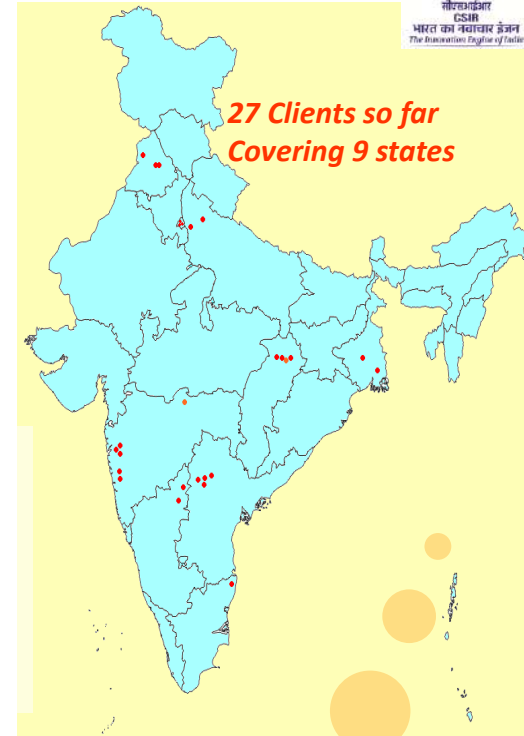 सीएसआईआर
CSIR
भारत का नवाचार इंजन
The Innovation Engine of India
27 Clients so far
Covering 9 states